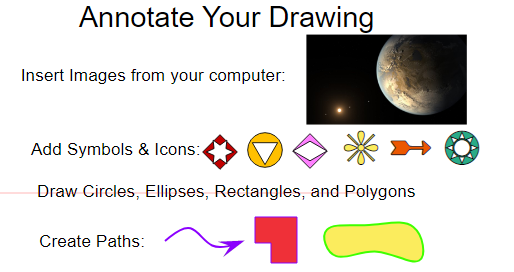 Annotate Your Drawing
Insert Images from your computer:
Add Symbols & Icons:
Draw Circles, Ellipses, Rectangles, and Polygons
Create Paths: